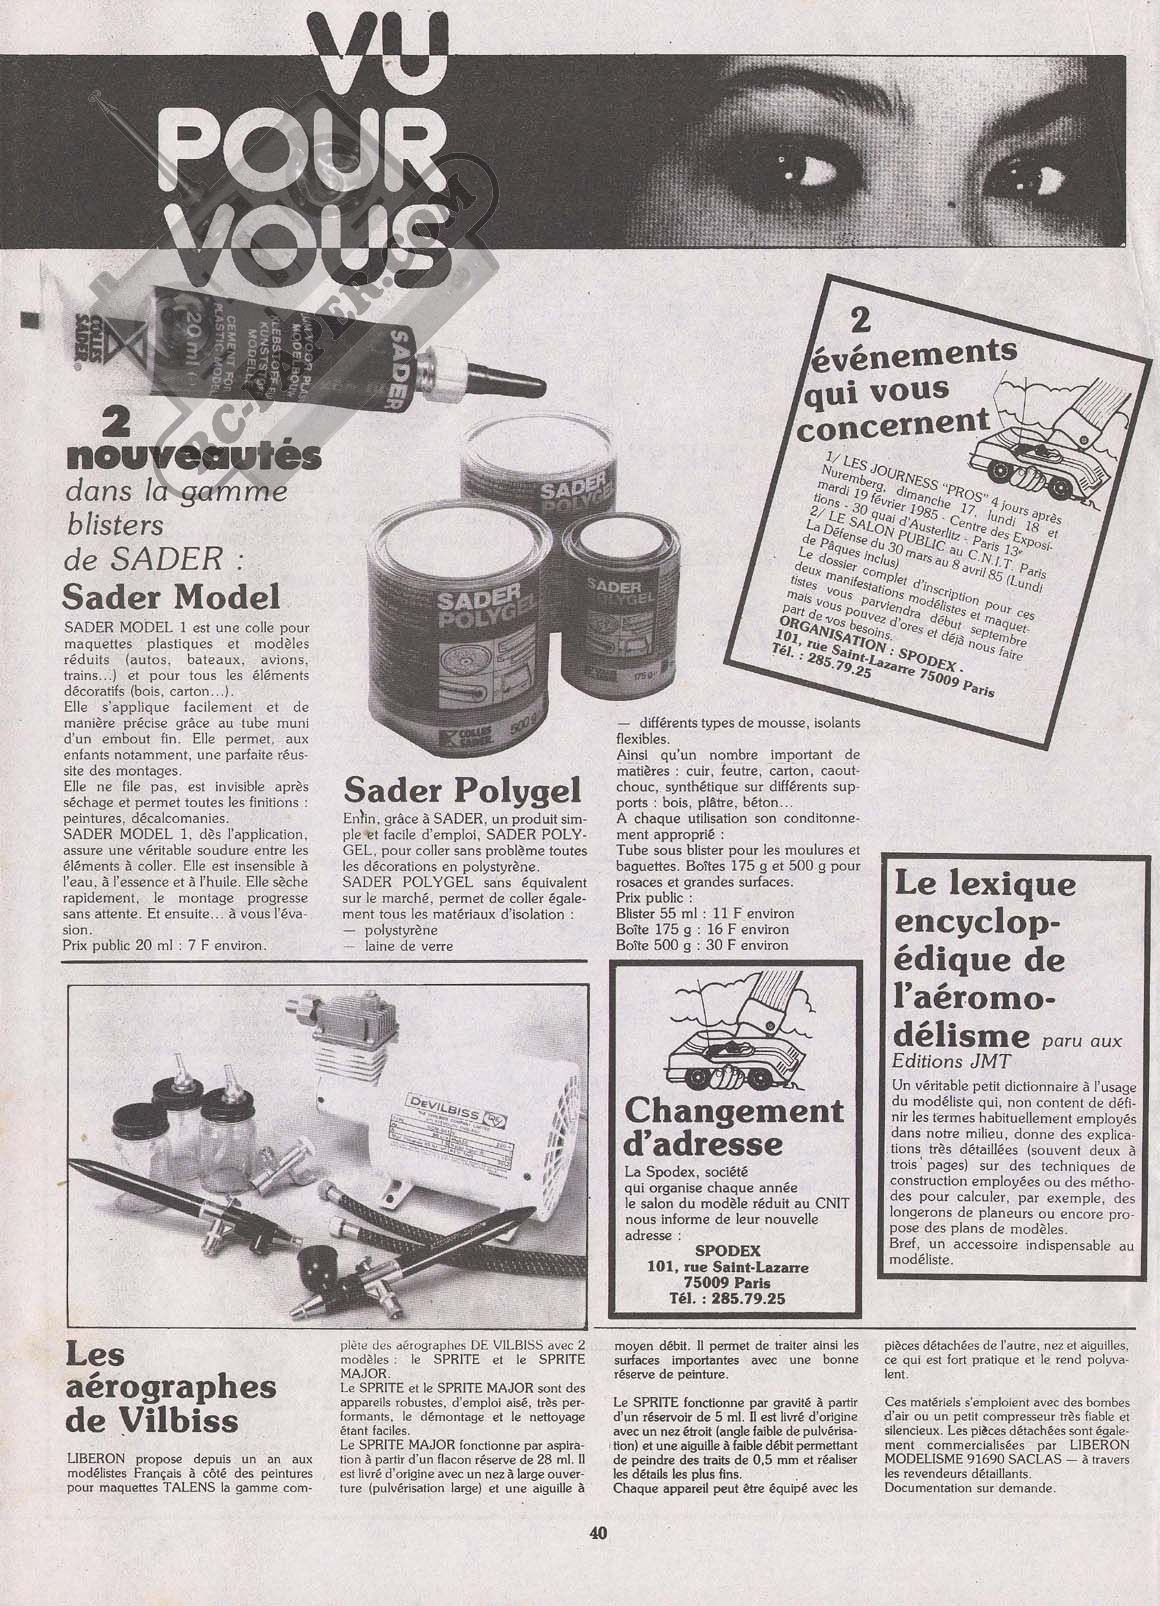 VU
POUR
VOUS
RC-PAPER.COM
COLLES
SADER
20 ml
CEMENT FOR
PLASTIC MODEL
SADER
2
nouveautés
dans la gamme
blisters
de SADER :
Sader Model
SADER MODEL 1 est une colle pour
maquettes plastiques et modèles
réduits (autos, bateaux, avions,
trains...) et pour tous les éléments
décoratifs (bois, carton...).
Elle s'applique facilement et de
manière précise grâce au tube muni
d'un embout fin. Elle permet, aux
enfants notamment, une parfaite réus-
site des montages.
Elle ne file pas, est invisible après
séchage et permet toutes les finitions :
peintures, décalcomanies.
SADER MODEL 1, dès l'application,
assure une véritable soudure entre les
éléments à coller. Elle est insensible à
l'eau, à l'essence et à l'huile. Elle sèche
rapidement, le montage progresse
sans attente. Et ensuite... à vous l'éva-
sion.
Prix public 20 ml : 7 F environ.
SADER
POLYGEL
SADER
POLYGEL
175 g
SADER
POLYGEL
COLLES
SADER
500 g
Sader Polygel
Enfin, grâce à SADER, un produit sim-
ple et facile d'emploi, SADER POLY-
GEL, pour coller sans problème toutes
les décorations en polystyrène.
SADER POLYGEL sans équivalent
sur le marché, permet de coller égale-
ment tous les matériaux d'isolation :
— polystyrène
— laine de verre
— différents types de mousse, isolants
flexibles.
Ainsi qu'un nombre important de
matières : cuir, feutre, carton, caout-
chouc, synthétique sur différents sup-
ports : bois, plâtre, béton...
A chaque utilisation son conditonne-
ment approprié :
Tube sous blister pour les moulures et
baguettes. Boîtes 175 g et 500 g pour
rosaces et grandes surfaces.
Prix public :
Blister 55 ml : 11 F environ
Boîte 175 g : 16 F environ
Boîte 500 g : 30 F environ
2
événements
qui vous
concernent
1/ LES JOURNESS "PROS" 4 jours après
Nuremberg, dimanche 17, lundi 18 et
mardi 19 février 1985 - Centre des Exposi-
tions - 30 quai d'Austerlitz - Paris 13e
2/ LE SALON PUBLIC au C.N.I.T. Paris
La Défense du 30 mars au 8 avril 85 (Lundi
de Pâques inclus)
Le dossier complet d'inscription pour ces
deux manifestations modélistes et maquet-
tistes vous parviendra début septembre
mais vous pouvez d'ores et déjà nous faire
part de vos besoins.
ORGANISATION : SPODEX -
101, rue Saint-Lazarre 75009 Paris
Tél. : 285.79.25
Le lexique
encyclop-
édique de
l'aéromo-
délisme paru aux
Editions JMT
Un véritable petit dictionnaire à l'usage
du modéliste qui, non content de défi-
nir les termes habituellement employés
dans notre milieu, donne des explica-
tions très détaillées (souvent deux à
trois pages) sur des techniques de
construction employées ou des métho-
des pour calculer, par exemple, des
longerons de planeurs ou encore pro-
pose des plans de modèles.
Bref, un accessoire indispensable au
modéliste.
Changement
d'adresse
La Spodex, société
qui organise chaque année
le salon du modèle réduit au CNIT
nous informe de leur nouvelle
adresse :
SPODEX
101, rue Saint-Lazarre
75009 Paris
Tél. : 285.79.25
DEVILBISS
Les
aérographes
de Vilbiss
LIBERON propose depuis un an aux
modélistes Français à côté des peintures
pour maquettes TALENS la gamme com-
plète des aérographes DE VILBISS avec 2
modèles : le SPRITE et le SPRITE
MAJOR.
Le SPRITE et le SPRITE MAJOR sont des
appareils robustes, d'emploi aisé, très per-
formants, le démontage et le nettoyage
étant faciles.
Le SPRITE MAJOR fonctionne par aspira-
tion à partir d'un flacon réserve de 28 ml. Il
est livré d'origine avec un nez à large ouver-
ture (pulvérisation large) et une aiguille à
moyen débit. Il permet de traiter ainsi les
surfaces importantes avec une bonne
réserve de peinture.
Le SPRITE fonctionne par gravité à partir
d'un réservoir de 5 ml. Il est livré d'origine
avec un nez étroit (angle faible de pulvérisa-
tion) et une aiguille à faible débit permettant
de peindre des traits de 0,5 mm et réaliser
les détails les plus fins.
Chaque appareil peut être équipé avec les
pièces détachées de l'autre, nez et aiguilles,
ce qui est fort pratique et le rend polyva-
lent.
Ces matériels s'emploient avec des bombes
d'air ou un petit compresseur très fiable et
silencieux. Les pièces détachées sont égale-
ment commercialisées par LIBERON
MODELISME 91690 SACLAS — à travers
les revendeurs détaillants.
Documentation sur demande.
40